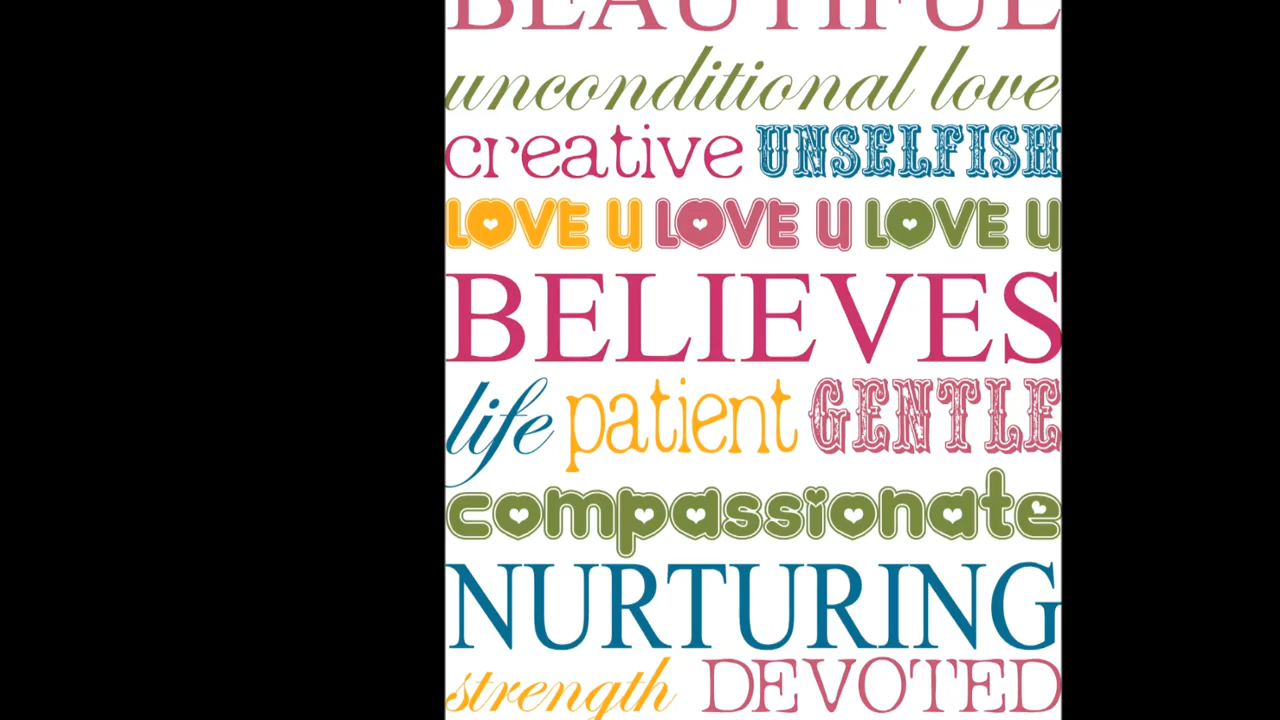 BEAUTIFUL
unconditional love
creative UNSELFISH
LOVE U LOVE U LOVE U
BELIEVES
life patient GENTLE
compassionate
NURTURING
strength DEVOTED